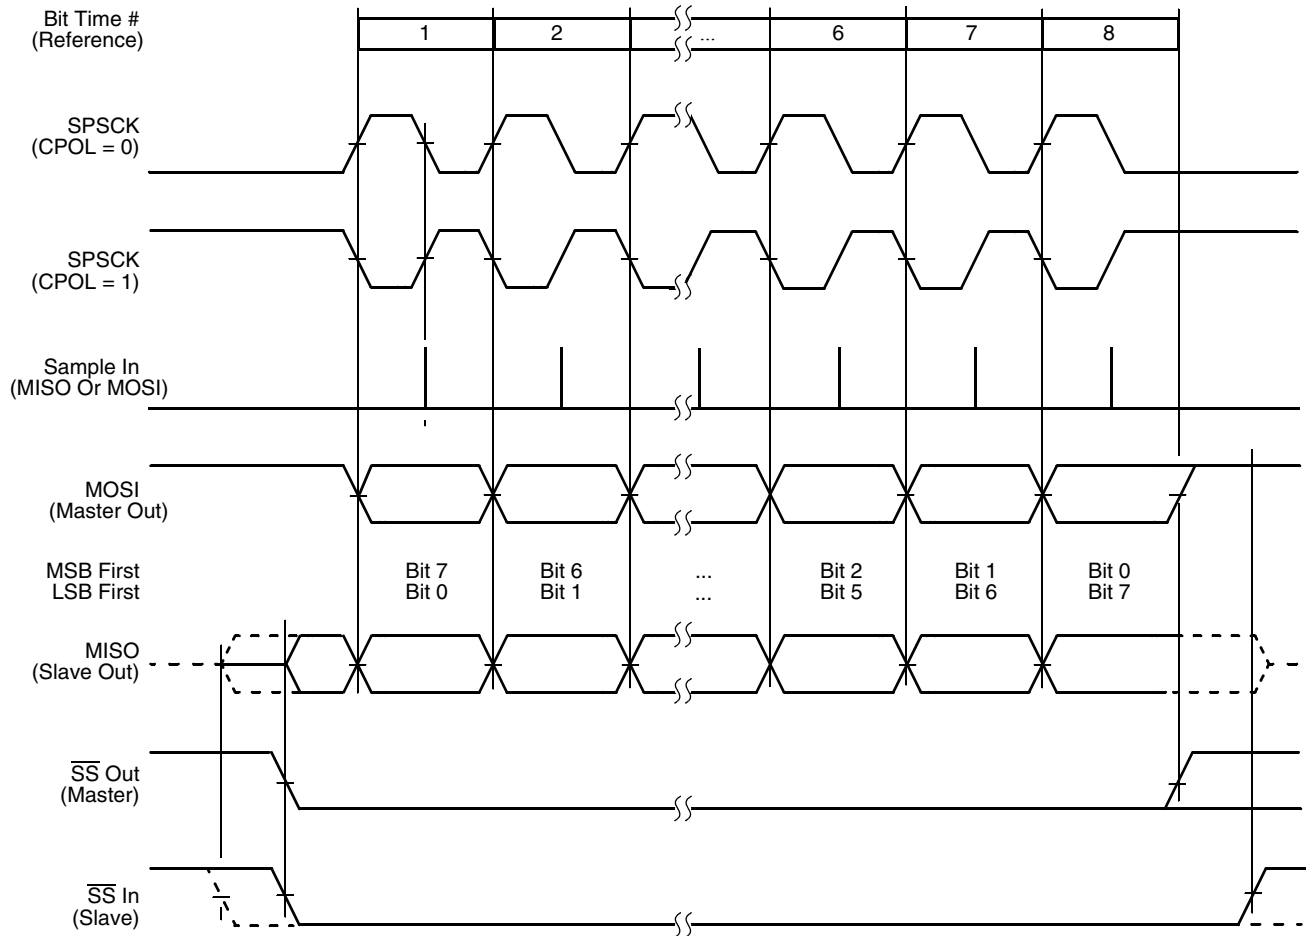 Bit Time #
(Reference)
1 2 ... 6 7 8
SPSCK
(CPOL = 0)
SPSCK
(CPOL = 1)
Sample In
(MISO Or MOSI)
MOSI
(Master Out)
MSB First Bit 7 Bit 6 ... Bit 2 Bit 1 Bit 0
LSB First Bit 0 Bit 1 ... Bit 5 Bit 6 Bit 7
MISO
(Slave Out)
S̅S̅ Out
(Master)
S̅S̅ In
(Slave)